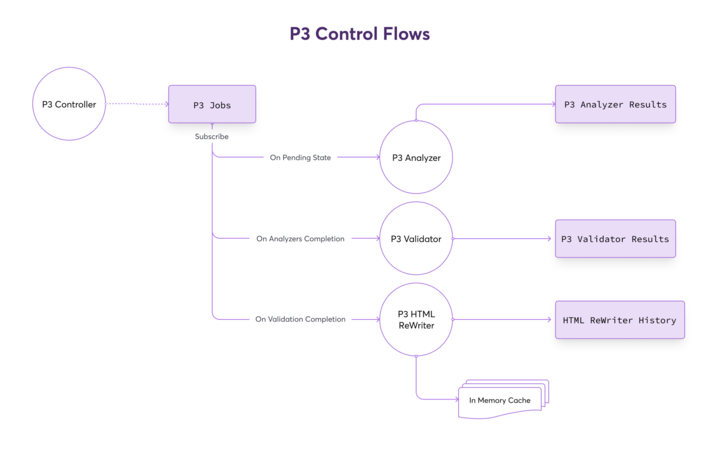 P3 Control Flows
P3 Controller
P3 Jobs
P3 Analyzer Results
Subscribe
On Pending State
P3 Analyzer
On Analyzers Completion
P3 Validator
P3 Validator Results
On Validation Completion
P3 HTML
ReWriter
HTML ReWriter History
In Memory Cache